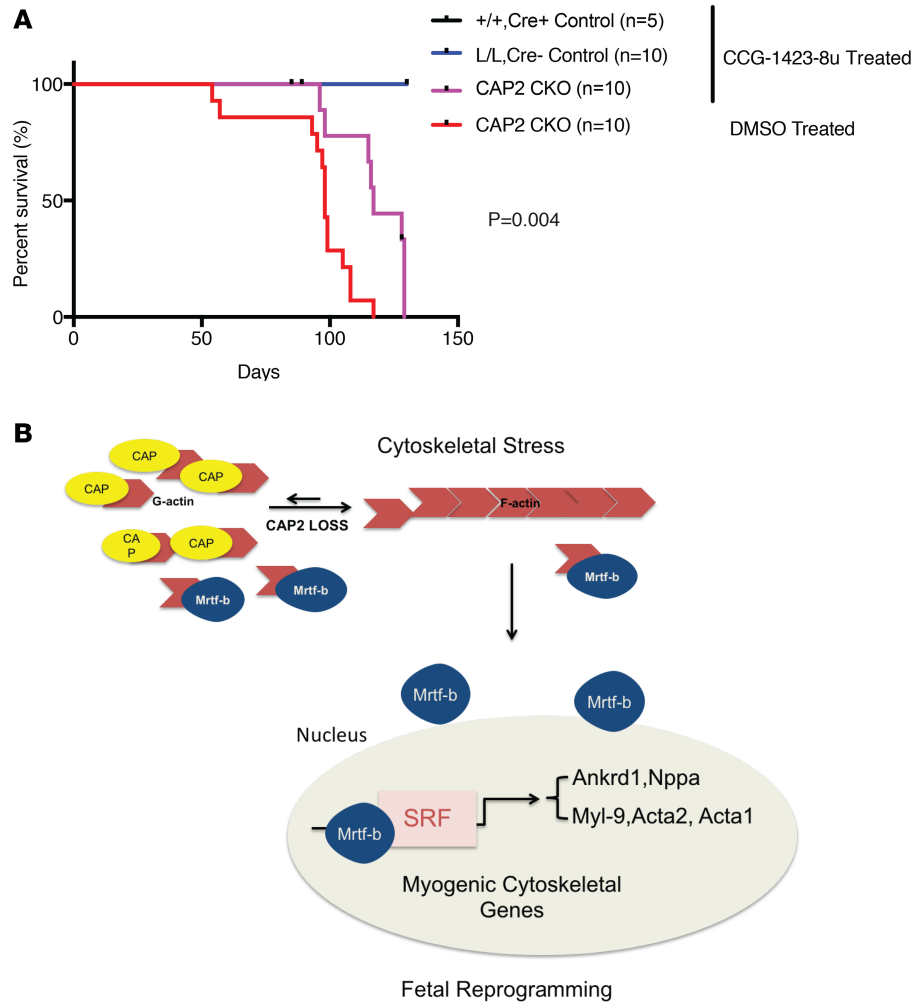 A
+/+,Cre+ Control (n=5)
L/L,Cre- Control (n=10)
CAP2 CKO (n=10)
CAP2 CKO (n=10)
CCG-1423-8u Treated
DMSO Treated
Percent survival (%)
100
50
0
0
50
100
150
Days
P=0.004
B
Cytoskeletal Stress
CAP
CAP
CAP
G-actin
CAP2 LOSS
F-actin
CA
P
CAP
Mrtf-b
Mrtf-b
Mrtf-b
Mrtf-b
Mrtf-b
Nucleus
Ankrd1,Nppa
Myl-9,Acta2, Acta1
SRF
Mrtf-b
Myogenic Cytoskeletal
Genes
Fetal Reprogramming